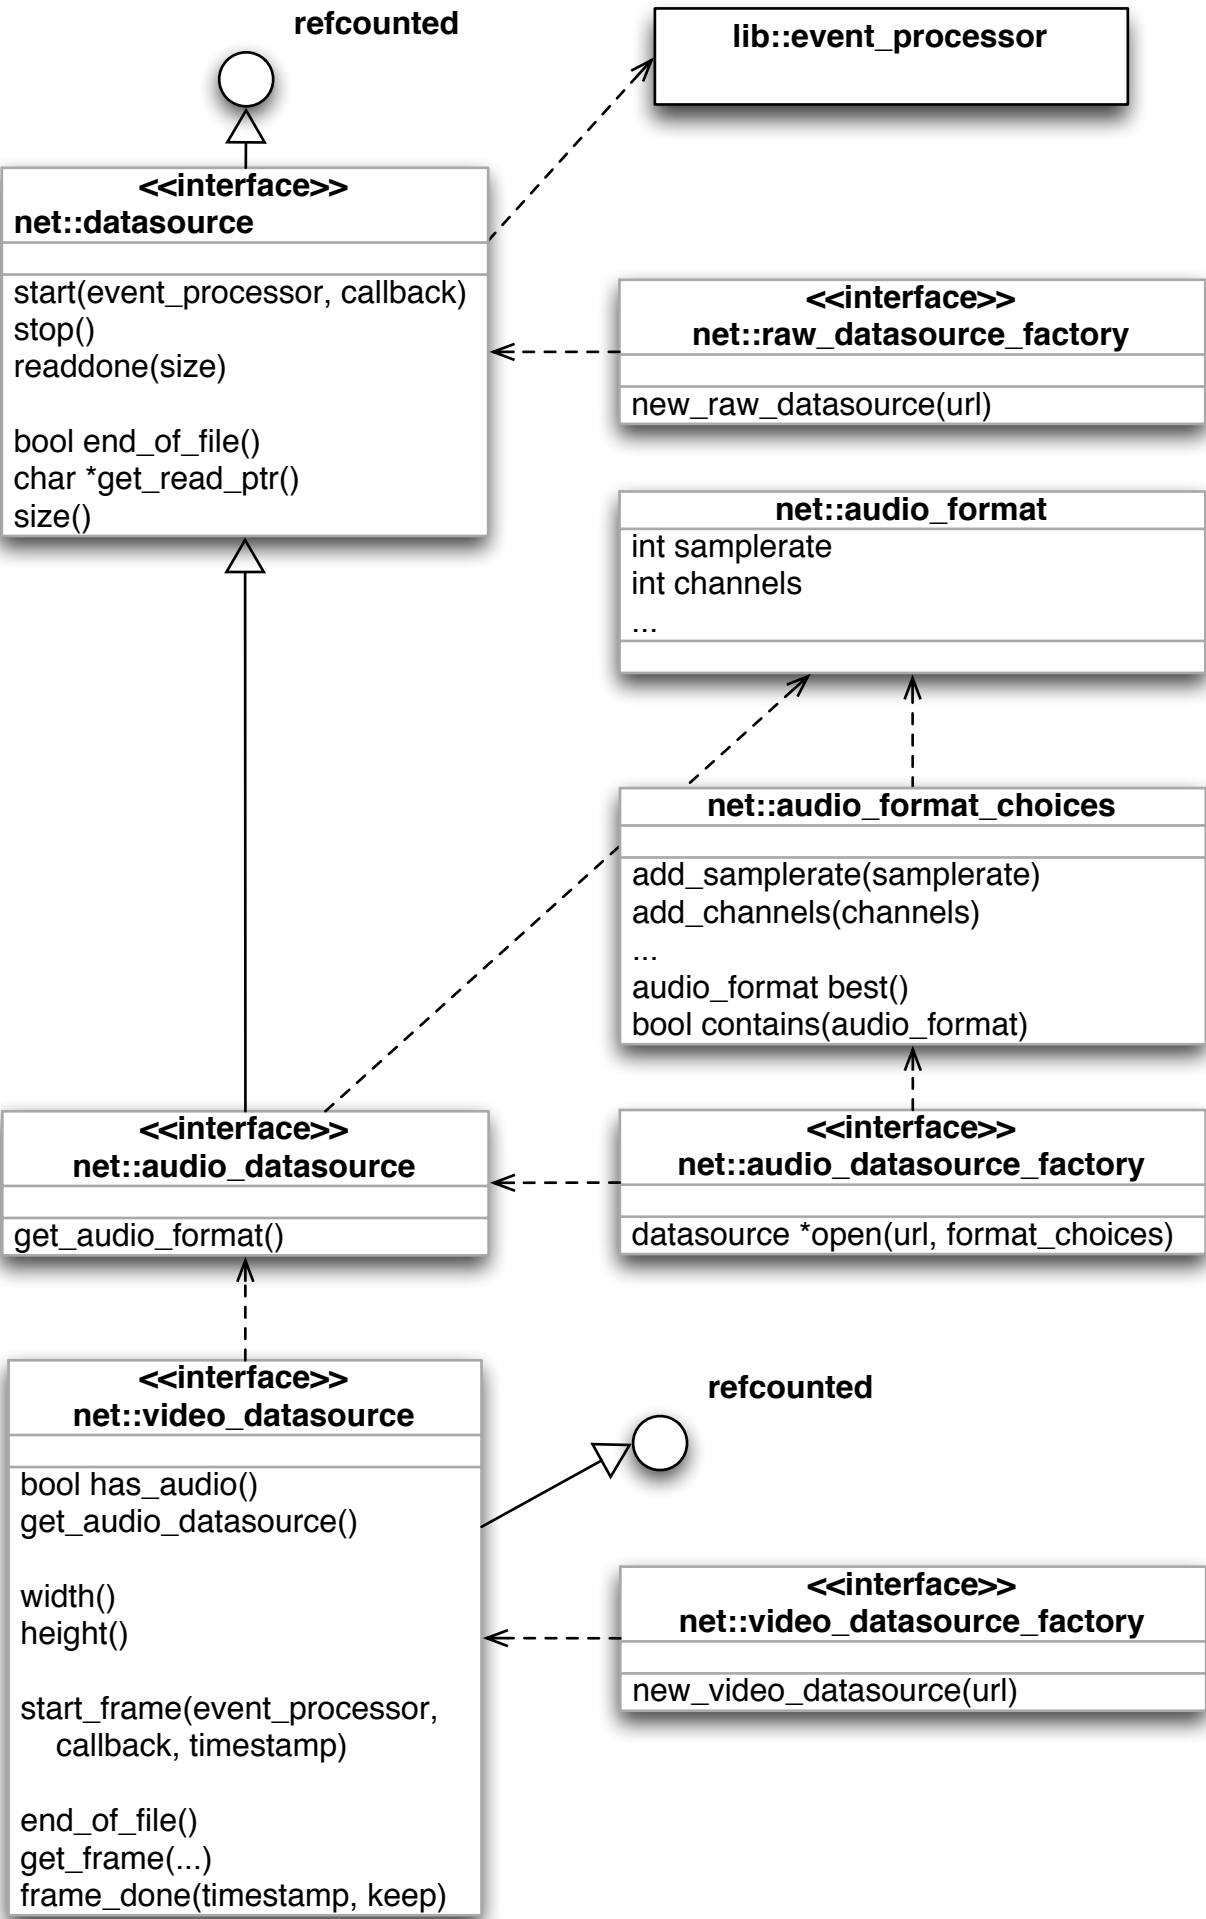 refcounted
lib::event_processor
<<interface>>
net::datasource
start(event_processor, callback)
stop()
readdone(size)
bool end_of_file()
char *get_read_ptr()
size()
<<interface>>
net::raw_datasource_factory
new_raw_datasource(url)
net::audio_format
int samplerate
int channels
...
net::audio_format_choices
add_samplerate(samplerate)
add_channels(channels)
...
audio_format best()
bool contains(audio_format)
<<interface>>
net::audio_datasource
get_audio_format()
<<interface>>
net::audio_datasource_factory
datasource *open(url, format_choices)
<<interface>>
net::video_datasource
bool has_audio()
get_audio_datasource()
width()
height()
start_frame(event_processor,
callback, timestamp)
end_of_file()
get_frame(...)
frame_done(timestamp, keep)
refcounted
<<interface>>
net::video_datasource_factory
new_video_datasource(url)